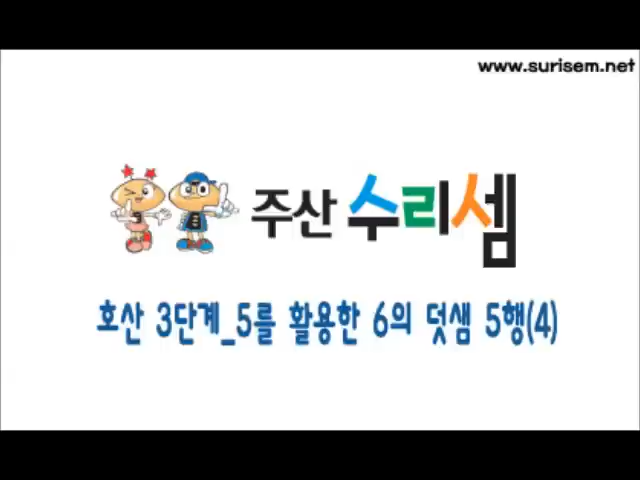 www.surisem.net
주산 수리셈
호산 3단계_5를 활용한 6의 덧샘 5행(4)